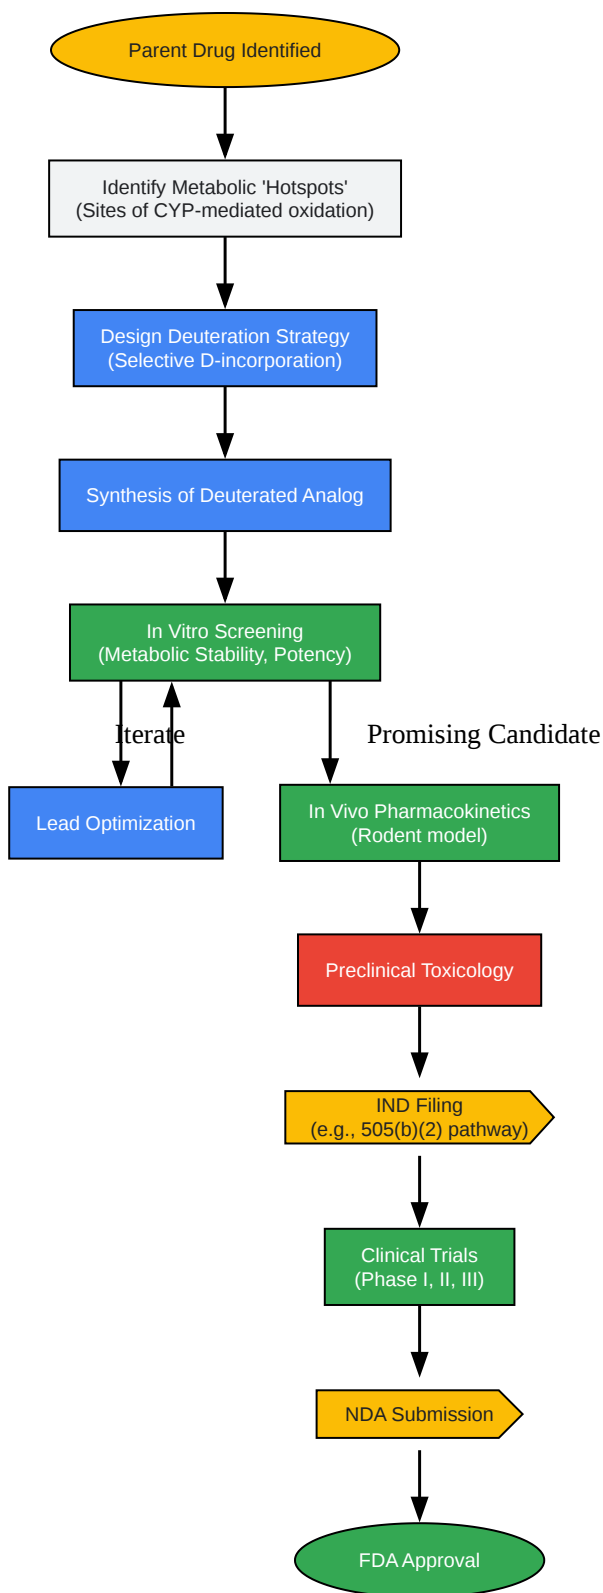 Parent Drug Identified
Identify Metabolic 'Hotspots'
(Sites of CYP-mediated oxidation)
Design Deuteration Strategy
(Selective D-incorporation)
Synthesis of Deuterated Analog
In Vitro Screening
(Metabolic Stability, Potency)
Iterate
Promising Candidate
Lead Optimization
In Vivo Pharmacokinetics
(Rodent model)
Preclinical Toxicology
IND Filing
(e.g., 505(b)(2) pathway)
Clinical Trials
(Phase I, II, III)
NDA Submission
FDA Approval